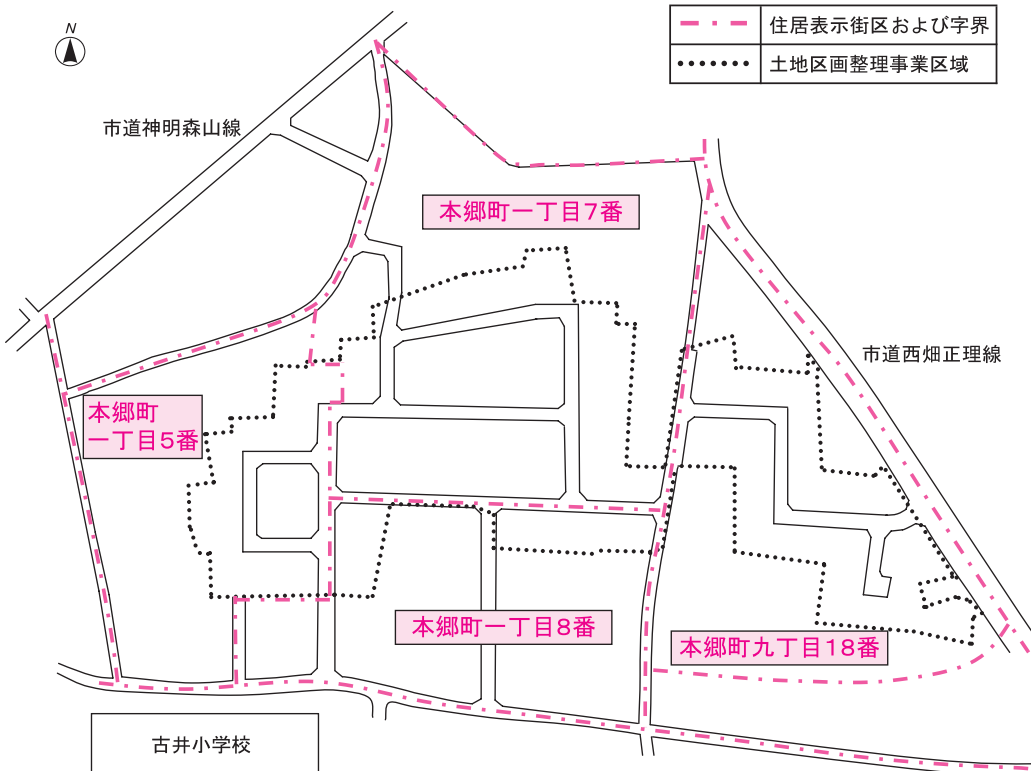 N
住居表示街区および字界
土地区画整理事業区域
市道神明森山線
本郷町一丁目7番
市道西畑正理線
本郷町
一丁目5番
本郷町一丁目8番
本郷町九丁目18番
古井小学校